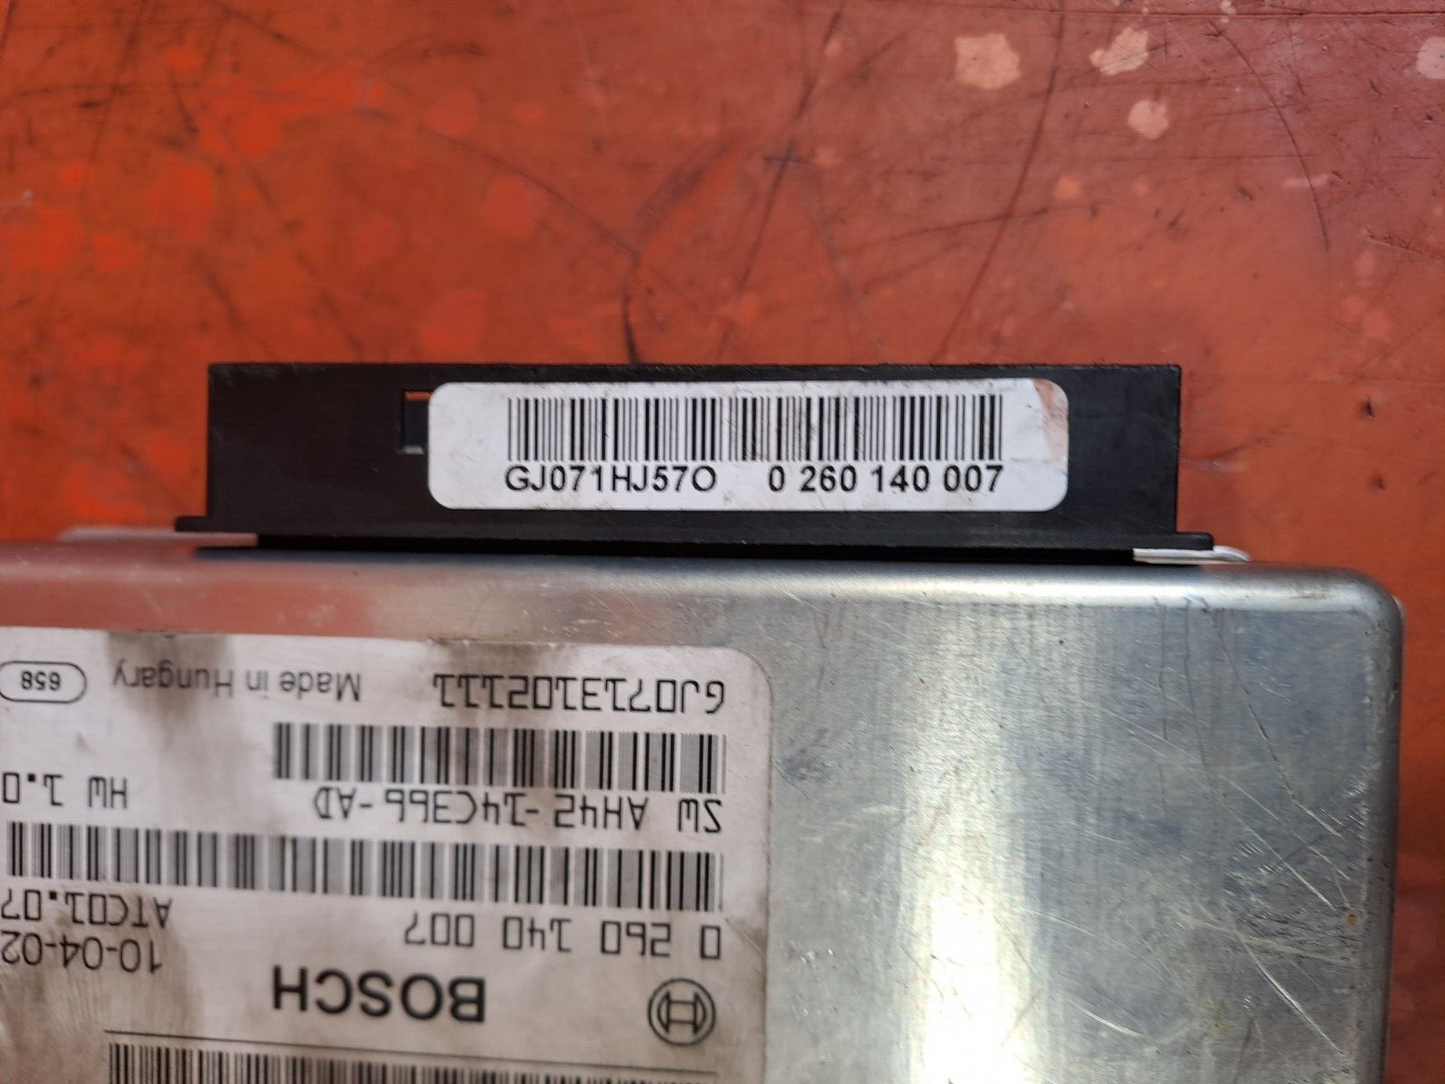 GJ071HJ57O 0 260 140 007
BOSCH
10-04-02
0 260 140 007 ATC01.07
SW AH42-14C366-AD HW 1.0
GJ0713102111 Made in Hungary 658